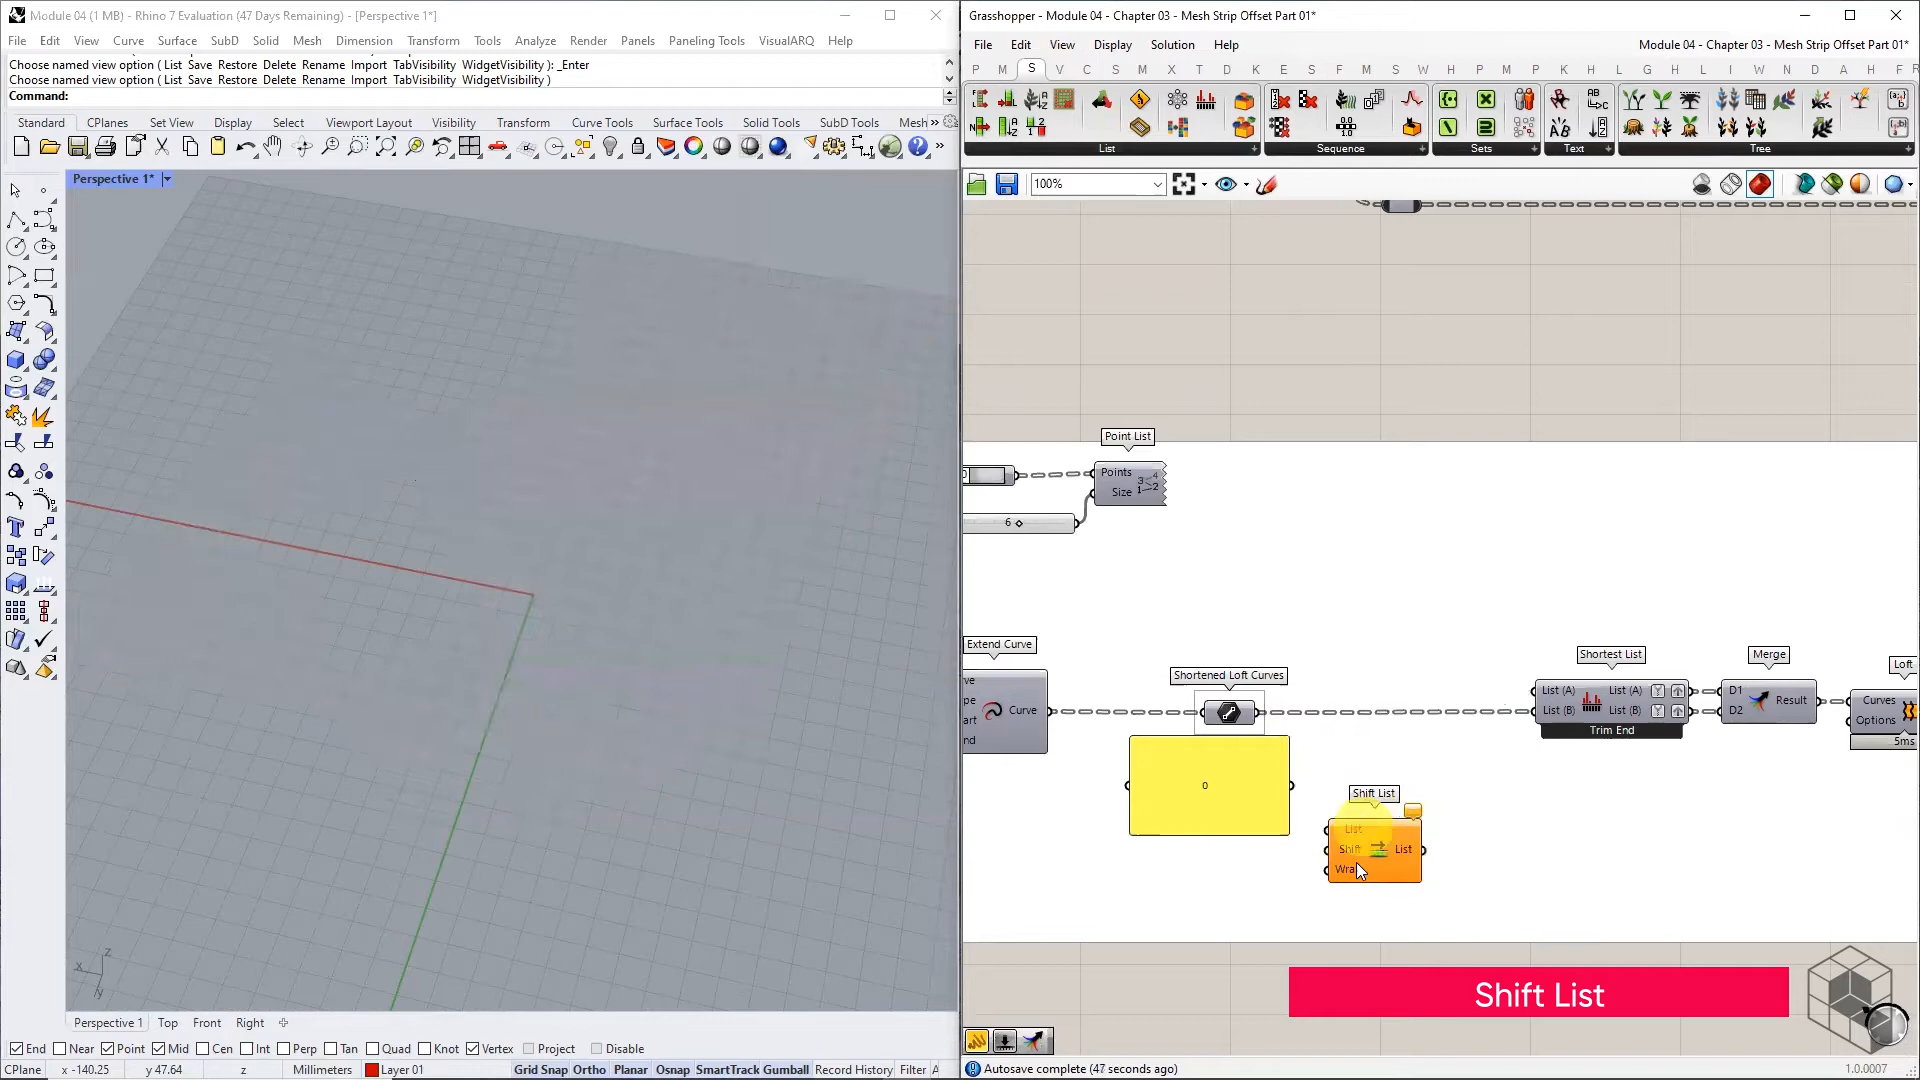 Module 04 (1 MB) - Rhino 7 Evaluation (47 Days Remaining) - [Perspective 1*]
File Edit View Curve Surface SubD Solid Mesh Dimension Transform Tools Analyze Render Panels Paneling Tools VisualARQ Help
Choose named view option ( List Save Restore Delete Rename Import TabVisibility WidgetVisibility ): _Enter
Choose named view option ( List Save Restore Delete Rename Import TabVisibility WidgetVisibility )
Command:
Standard CPlanes Set View Display Select Viewport Layout Visibility Transform Curve Tools Surface Tools Solid Tools SubD Tools Mesh »
Perspective 1*
z
x
y
Perspective 1 Top Front Right
End Near Point Mid Cen Int Perp Tan Quad Knot Vertex Project Disable
CPlane x -140.25 y 47.64 z Millimeters Layer 01 Grid Snap Ortho Planar Osnap SmartTrack Gumball Record History Filter A
Grasshopper - Module 04 - Chapter 03 - Mesh Strip Offset Part 01*
File Edit View Display Solution Help
Module 04 - Chapter 03 - Mesh Strip Offset Part 01*
P M S V C S M X T D K E S F M S W H P M P K H L G H L I W N D A H F
List Sequence Sets Text Tree
100%
Point List
Points
Size
6
Extend Curve
Curve
Shortened Loft Curves
0
Shift List
List
Shift
List
Shortest List
List (A) List (A)
List (B) List (B)
Trim End
Merge
D1
D2
Result
Loft
Curves
Options
5ms
Shift List
Autosave complete (47 seconds ago)
1.0.0007